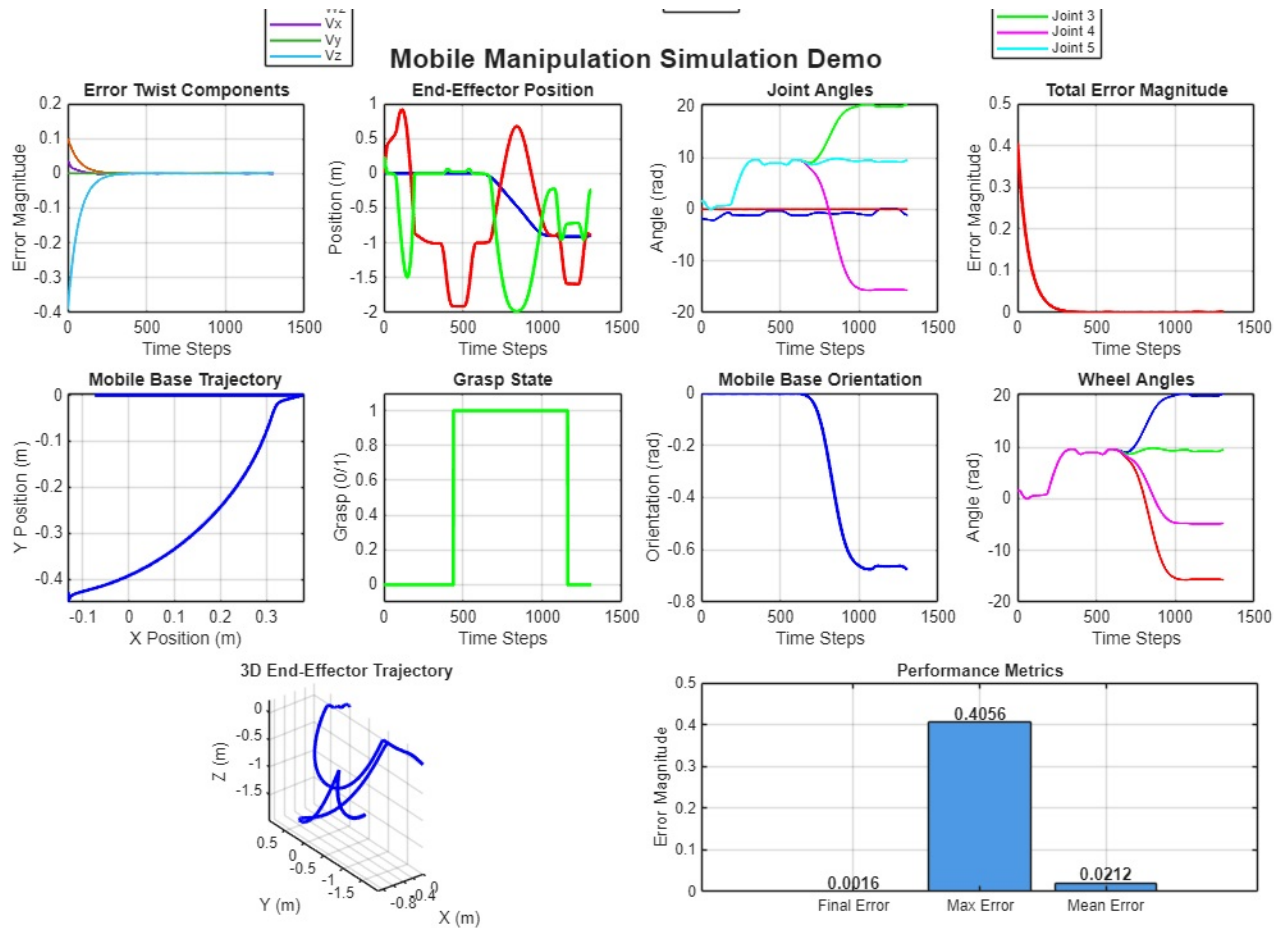 Wz
Vx
Vy
Vz
Joint 3
Joint 4
Joint 5
Mobile Manipulation Simulation Demo
Error Twist Components
0.2
0.1
0
-0.1
-0.2
-0.3
-0.4
0 500 1000 1500
Error Magnitude
Time Steps
End-Effector Position
1
0.5
0
-0.5
-1
-1.5
-2
0 500 1000 1500
Position (m)
Time Steps
Joint Angles
20
10
0
-10
-20
0 500 1000 1500
Angle (rad)
Time Steps
Total Error Magnitude
0.5
0.4
0.3
0.2
0.1
0
0 500 1000 1500
Error Magnitude
Time Steps
Mobile Base Trajectory
0
-0.1
-0.2
-0.3
-0.4
-0.1 0 0.1 0.2 0.3
Y Position (m)
X Position (m)
Grasp State
1
0.8
0.6
0.4
0.2
0
0 500 1000 1500
Grasp (0/1)
Time Steps
Mobile Base Orientation
0
-0.2
-0.4
-0.6
-0.8
0 500 1000 1500
Orientation (rad)
Time Steps
Wheel Angles
20
10
0
-10
-20
0 500 1000 1500
Angle (rad)
Time Steps
3D End-Effector Trajectory
0
-0.5
-1
-1.5
Z (m)
0.5
0
-0.5
-1
-1.5
Y (m)
0
-0.4
-0.8
X (m)
Performance Metrics
0.5
0.4
0.3
0.2
0.1
0
Error Magnitude
0.0016
0.4056
0.0212
Final Error Max Error Mean Error